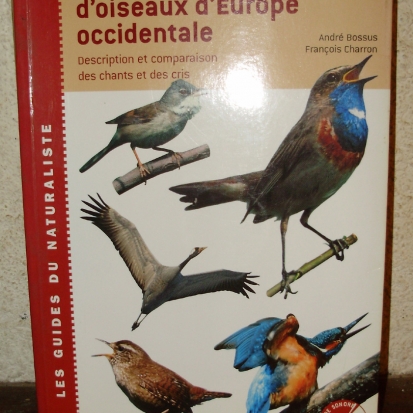 d'oiseaux d'Europe
occidentale
André Bossus
François Charron
Description et comparaison
des chants et des cris
LES GUIDES DU NATURALISTE